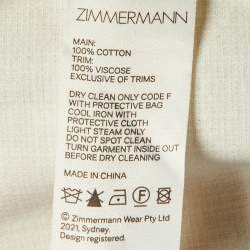 ZIMMERMANN
MAIN:
100% COTTON
TRIM:
100% VISCOSE
EXCLUSIVE OF TRIMS
DRY CLEAN ONLY CODE F
WITH PROTECTIVE BAG
COOL IRON WITH
PROTECTIVE CLOTH
LIGHT STEAM ONLY
DO NOT SPOT CLEAN
TURN GARMENT INSIDE OUT
BEFORE DRY CLEANING
MADE IN CHINA
F
© Zimmermann Wear Pty Ltd
2021, Sydney.
Design registered.